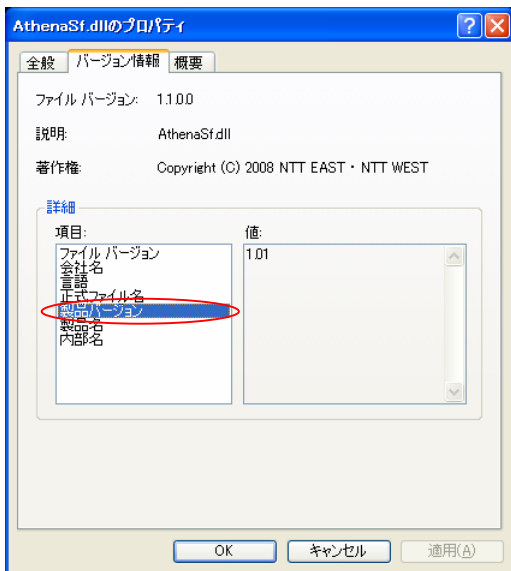 AthenaSf.dllのプロパティ
全般 バージョン情報 概要
ファイル バージョン: 1.1.0.0
説明: AthenaSf.dll
著作権: Copyright (C) 2008 NTT EAST・NTT WEST
詳細
項目: 値:
ファイル バージョン 1.01
会社名
言語
正式ファイル名
製品バージョン
製品名
内部名
OK キャンセル 適用(A)